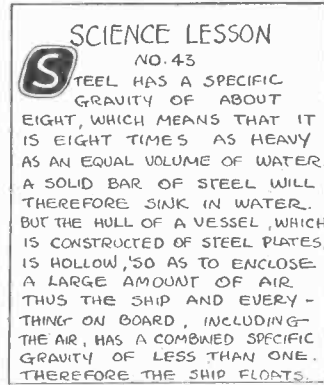 SCIENCE LESSON
NO. 43
STEEL HAS A SPECIFIC
GRAVITY OF ABOUT
EIGHT, WHICH MEANS THAT IT
IS EIGHT TIMES AS HEAVY
AS AN EQUAL VOLUME OF WATER
A SOLID BAR OF STEEL WILL
THEREFORE SINK IN WATER.
BUT THE HULL OF A VESSEL, WHICH
IS CONSTRUCTED OF STEEL PLATES
IS HOLLOW, SO AS TO ENCLOSE
A LARGE AMOUNT OF AIR
THUS THE SHIP AND EVERY-
THING ON BOARD, INCLUDING
THE AIR, HAS A COMBINED SPECIFIC
GRAVITY OF LESS THAN ONE.
THEREFORE THE SHIP FLOATS.